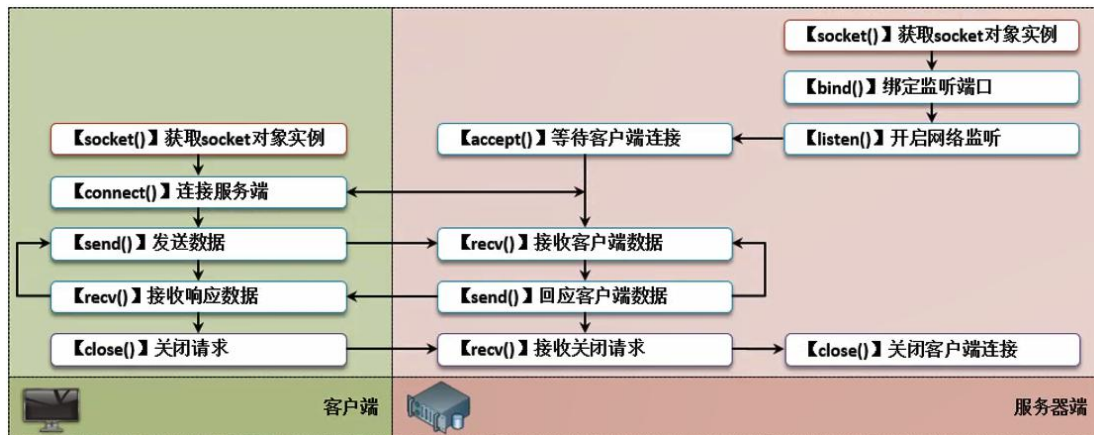 【socket()】获取socket对象实例
【bind()】绑定监听端口
【socket()】获取socket对象实例
【accept()】等待客户端连接
【listen()】开启网络监听
【connect()】连接服务端
【send()】发送数据
【recv()】接收客户端数据
【recv()】接收响应数据
【send()】回应客户端数据
【close()】关闭请求
【recv()】接收关闭请求
【close()】关闭客户端连接
客户端
服务器端